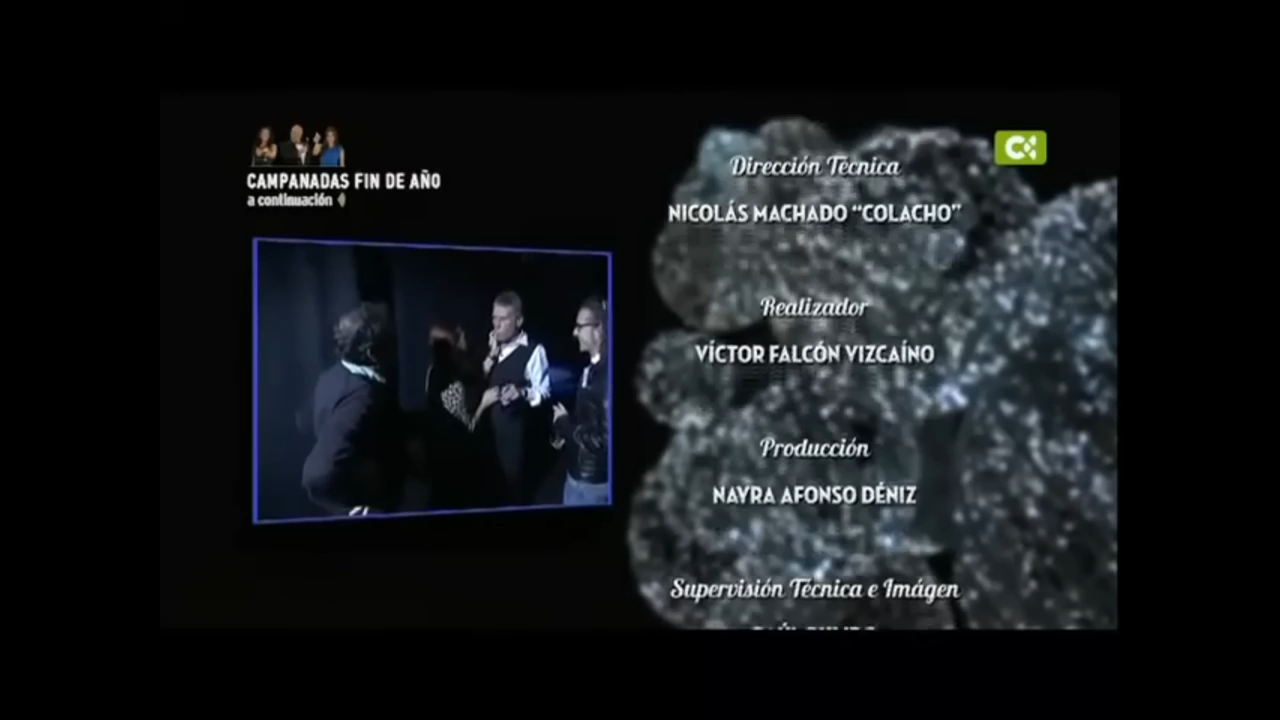 CAMPANADAS FIN DE AÑO
a continuación
Dirección Técnica
NICOLÁS MACHADO “COLACHO”
Realizador
VÍCTOR FALCÓN VIZCAÍNO
Producción
NAYRA AFONSO DÉNIZ
Supervisión Técnica e Imágen